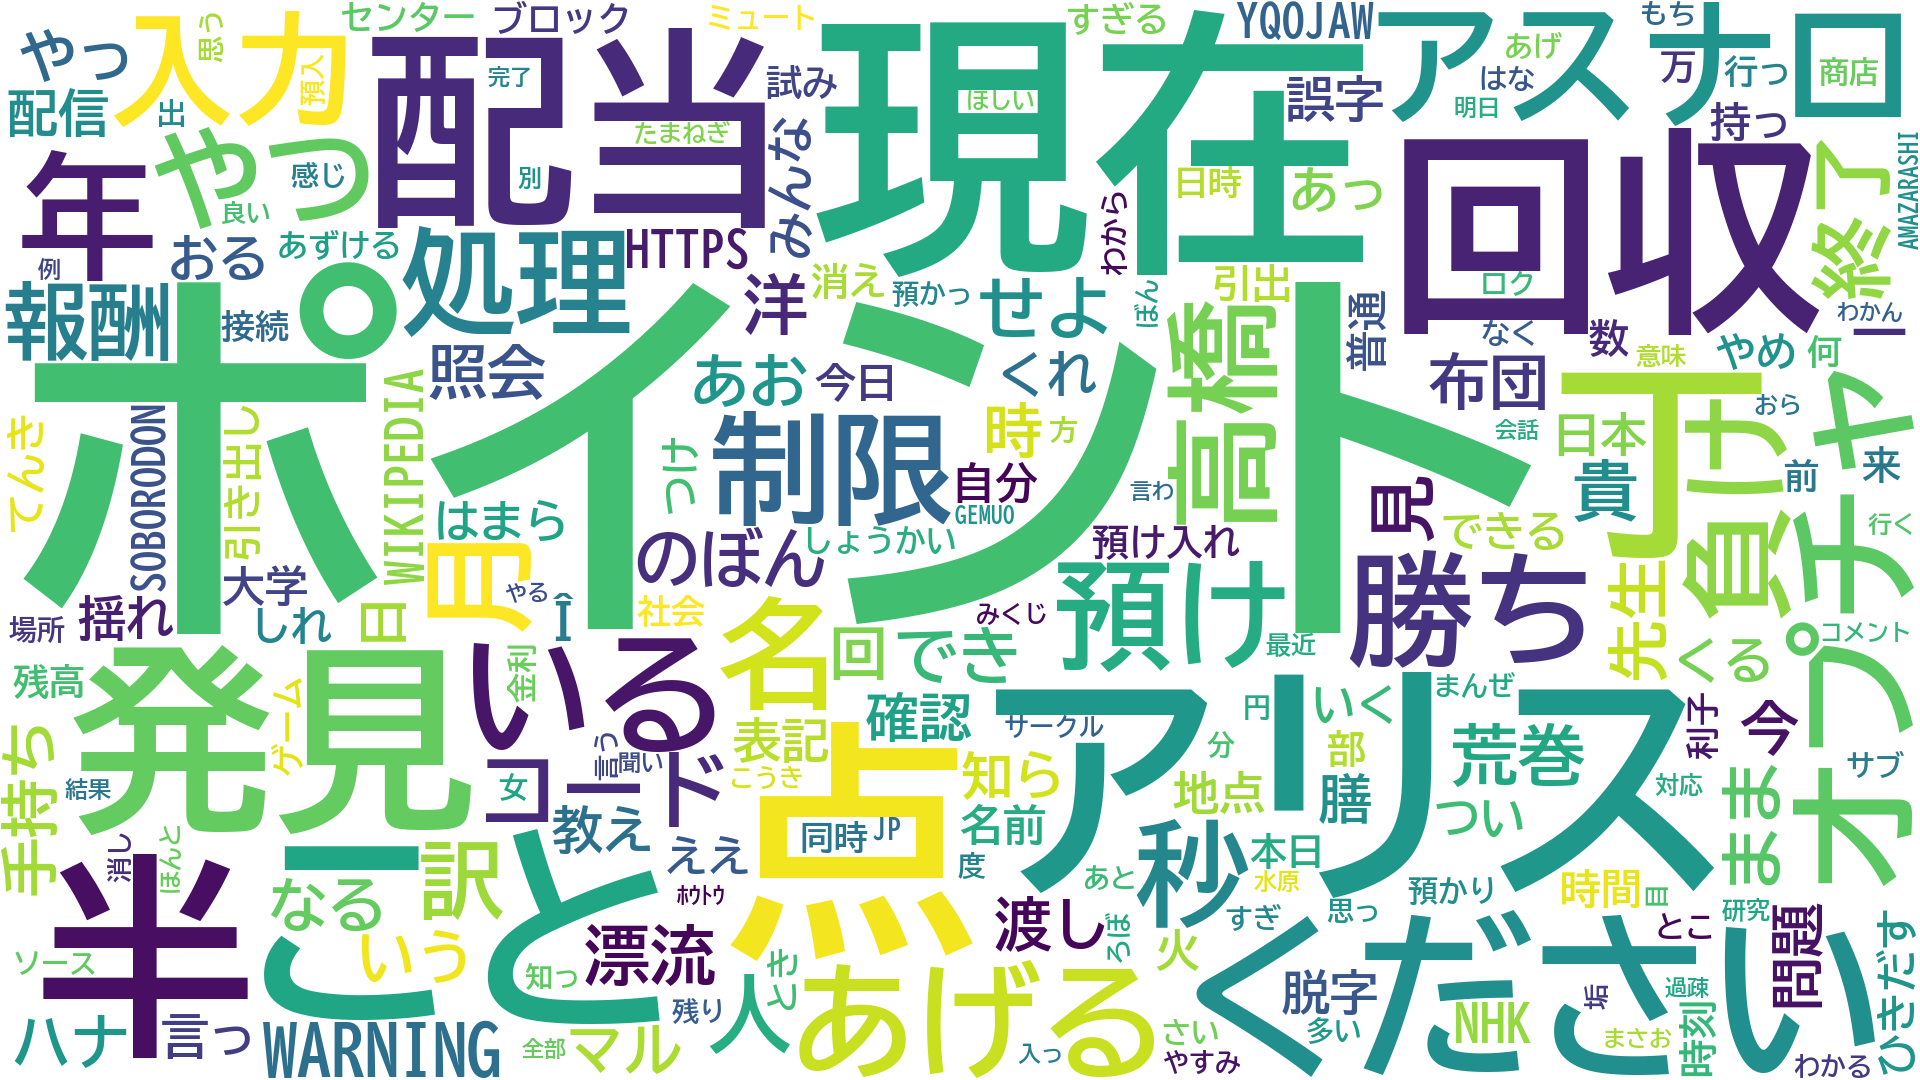 やっ
入力
思う
預入
センター
ブロック
ミュート
すぎる
YQOJAW
アスナロ
もち
あげ
はな
万
行っ
商店
配信
出
配当
完了
試み
現在
ほしい
誤字
明日
持っ
年
やつ
感じ
良い
別
たまねぎ
みんな
日時
あっ
わから
回収
終了
AMAZARASHI
例
おる
あずける
処理
HTTPS
洋
消え
預かっ
せよ
ぼん
引出
ロク
わかん
報酬
接続
ポイント
照会
あお
今日
くれ
高橋
普通
なく
数
一
意味
やめ
何
布団
刊
おら
オプチャ
てんき
SOBORODON
引き出し
WIKIPEDIA
はまら
つけ
制限
時
方
自分
GEMUO
言わ
会話
日本
負け
前
来
見
貴
できる
行く
のぼん
しょうかい
預け入れ
大学
月
やる
Î
社会
預け
勝ち
先生
場所
揺れ
しれ
日
名
回
でき
みくじ
最近
くる
コメント
残高
発見
ゲーム
金利
いる
アリス
円
いく
まんぜ
利子
今
サブ
手持ち
結果
女
コード
言う
聞い
表記
こうき
確認
サークル
知ら
分
部
地点
膳
荒巻
つい
対応
まま
教え
点
同時
JP
名前
度
消し
ほんと
半
こと
なる
訳
ええ
ホウトウ
秒
あと
本日
水原
預かり
時間
目
研究
ソース
いう
知っ
漂流
渡し
ろぼ
すぎ
思っ
とこ
問題
ひきだす
人
とき
あげる
火
ください
脱字
垢
過疎
ハナ
言っ
WARNING
全部
マル
残り
入っ
さい
やすみ
多い
NHK
まさお
時刻
わかる